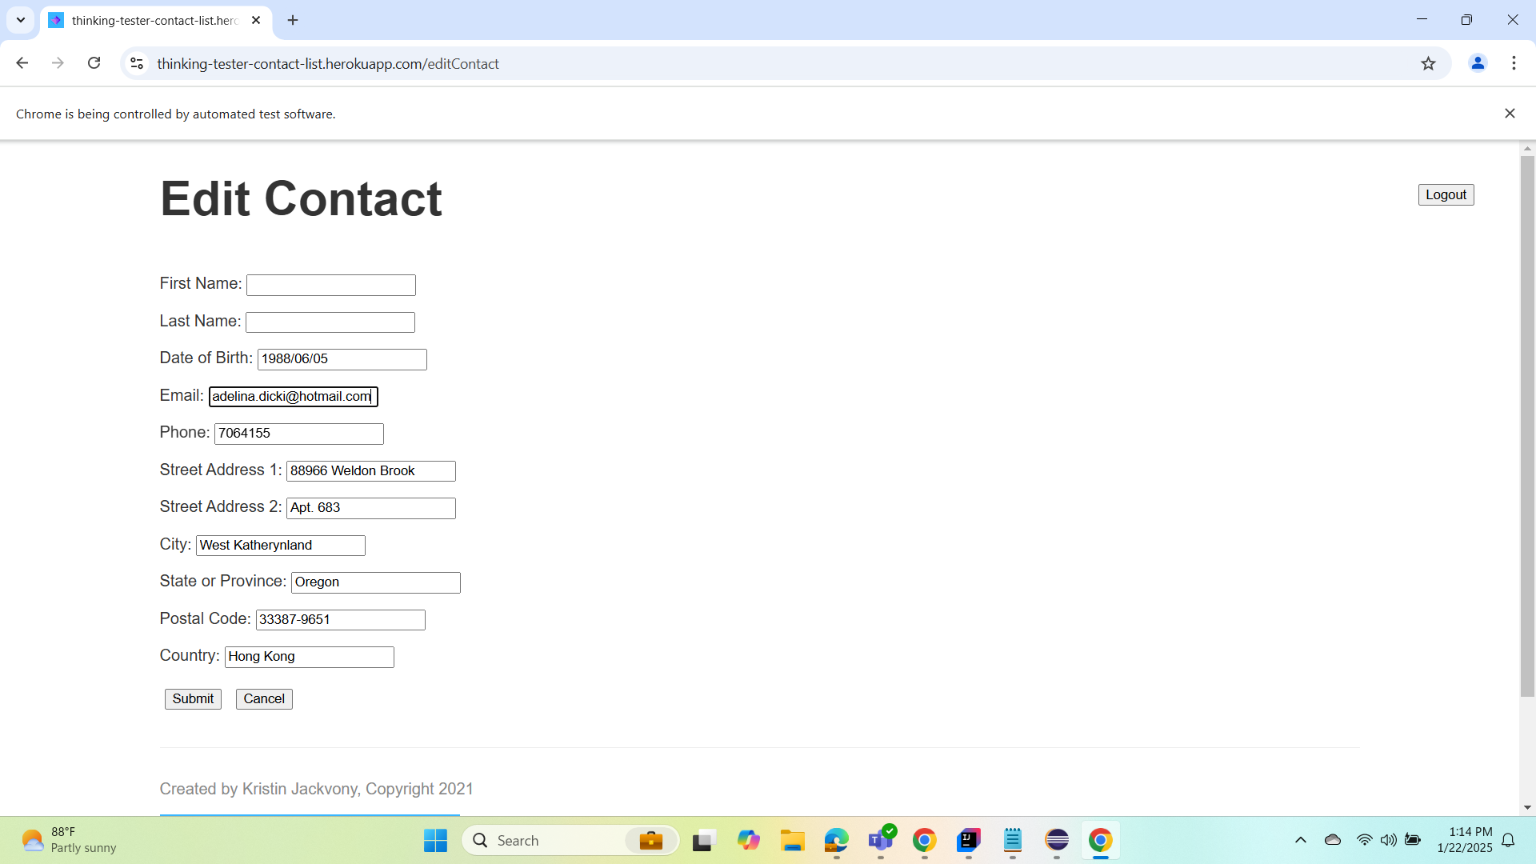 thinking-tester-contact-list.herc
thinking-tester-contact-list.herokuapp.com/editContact
Chrome is being controlled by automated test software.
Edit Contact
Logout
First Name:
Last Name:
Date of Birth: 1988/06/05
Email: adelina.dicki@hotmail.com
Phone: 7064155
Street Address 1: 88966 Weldon Brook
Street Address 2: Apt. 683
City: West Katherynland
State or Province: Oregon
Postal Code: 33387-9651
Country: Hong Kong
Submit Cancel
Created by Kristin Jackvony, Copyright 2021
88°F
Partly sunny
Search
1:14 PM
1/22/2025